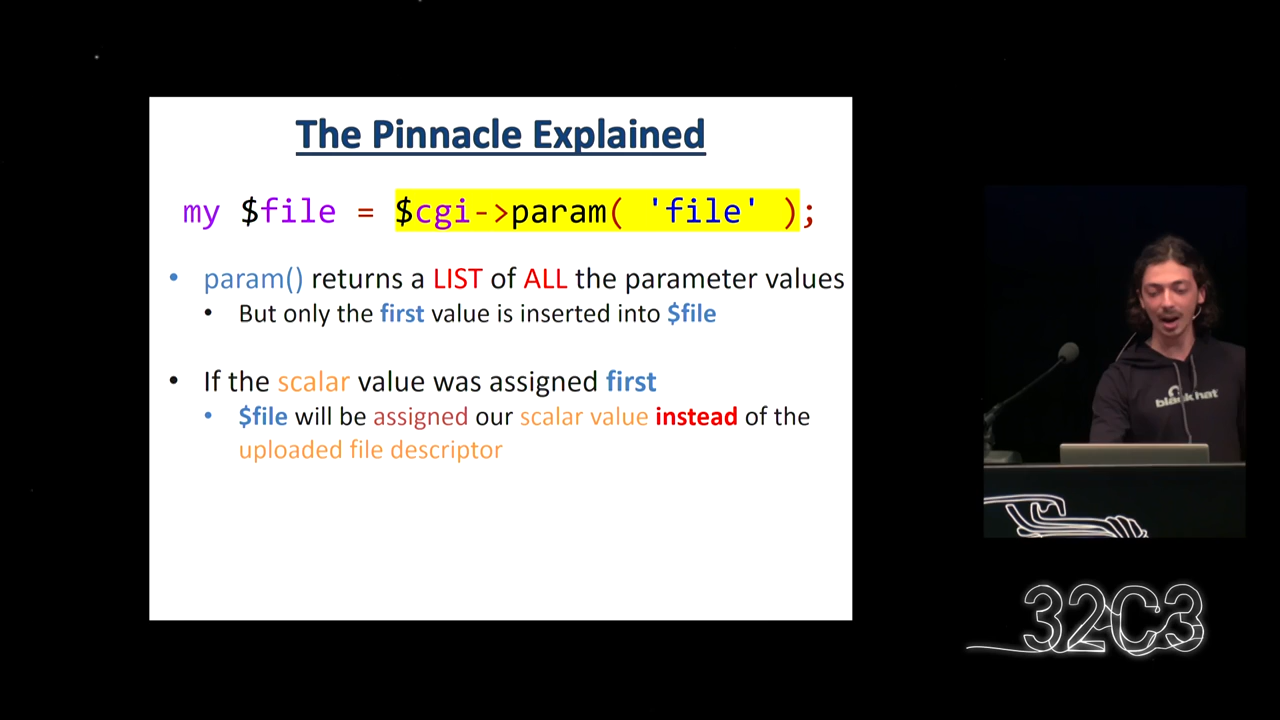 The Pinnacle Explained
my $file = $cgi->param( 'file' );
• param() returns a LIST of ALL the parameter values
• But only the first value is inserted into $file
• If the scalar value was assigned first
• $file will be assigned our scalar value instead of the
uploaded file descriptor
black hat
32C3